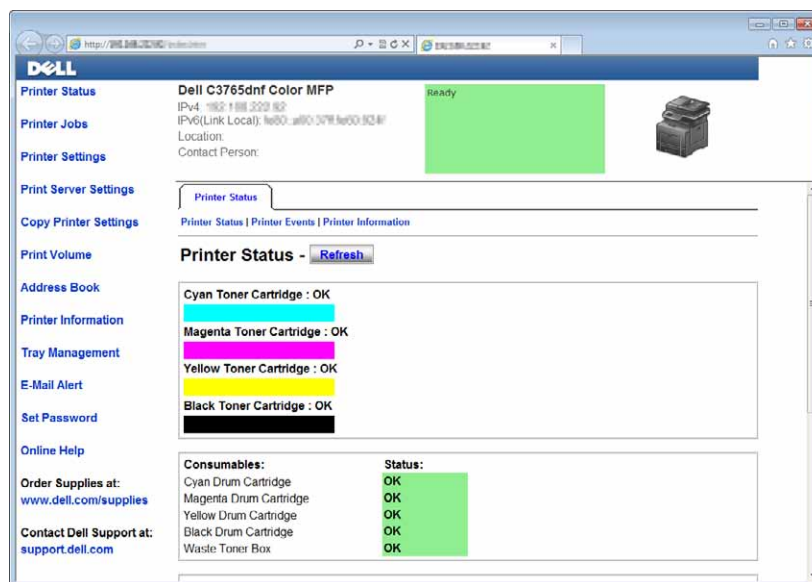 http://
DELL
Printer Status
Printer Jobs
Printer Settings
Print Server Settings
Copy Printer Settings
Print Volume
Address Book
Printer Information
Tray Management
E-Mail Alert
Set Password
Online Help
Order Supplies at:
www.dell.com/supplies
Contact Dell Support at:
support.dell.com
Dell C3765dnf Color MFP
IPv4:
IPv6(Link Local):
Location:
Contact Person:
Ready
Printer Status
Printer Status | Printer Events | Printer Information
Printer Status - Refresh
Cyan Toner Cartridge : OK
Magenta Toner Cartridge : OK
Yellow Toner Cartridge : OK
Black Toner Cartridge : OK
Consumables: Status:
Cyan Drum Cartridge OK
Magenta Drum Cartridge OK
Yellow Drum Cartridge OK
Black Drum Cartridge OK
Waste Toner Box OK